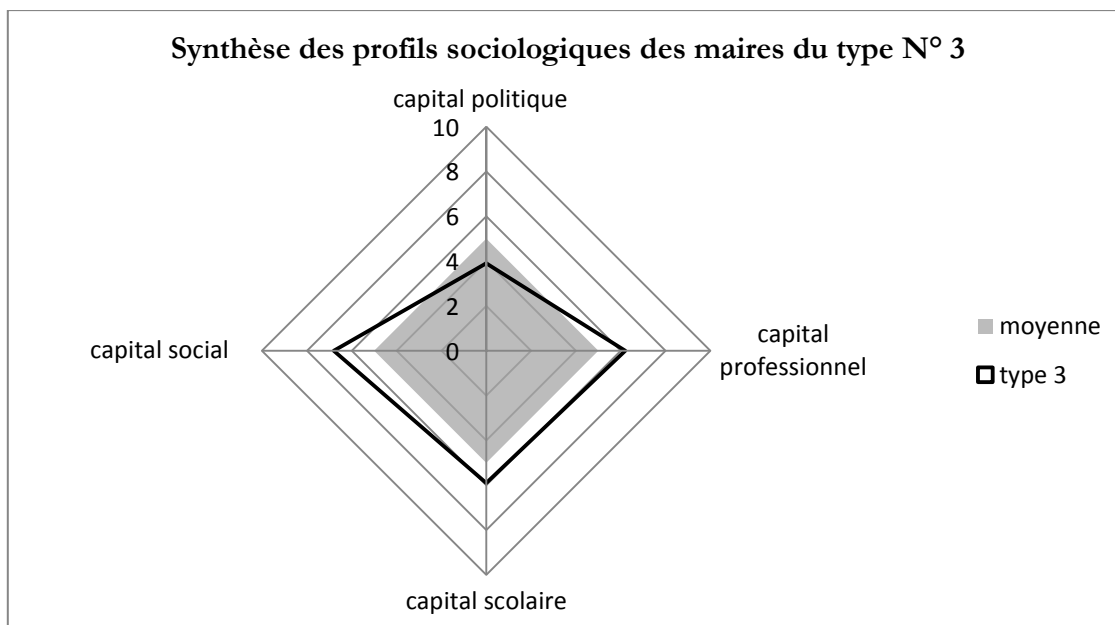 Synthèse des profils sociologiques des maires du type N° 3
capital politique
10
8
6
4
2
0
capital social
capital
professionnel
capital scolaire
moyenne
type 3